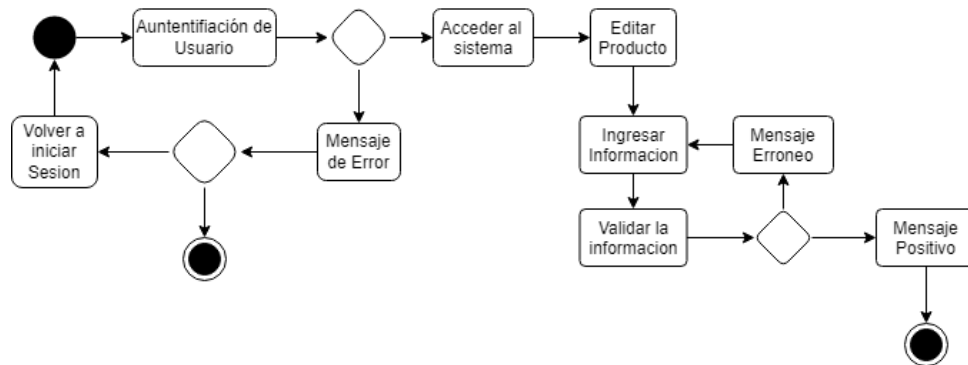 Auntentifiación de
Usuario
Acceder al
sistema
Editar
Producto
Volver a
iniciar
Sesion
Mensaje
de Error
Ingresar
Informacion
Mensaje
Erroneo
Validar la
informacion
Mensaje
Positivo